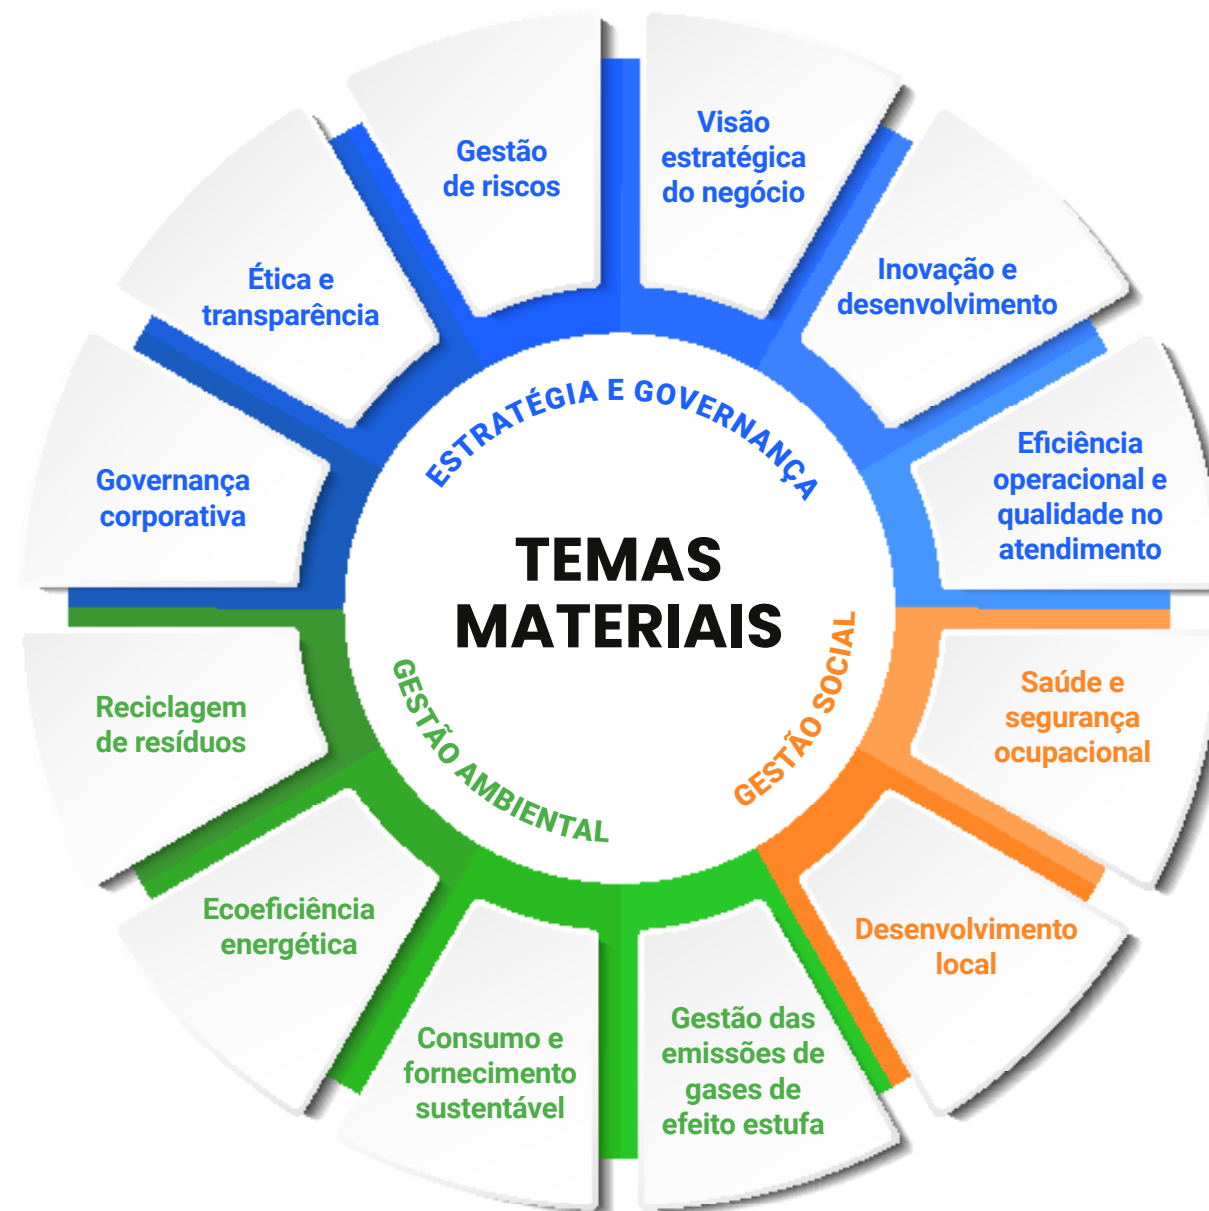 Gestão
de riscos
Visão
estratégica
do negócio
Inovação e
desenvolvimento
Eficiência
operacional e
qualidade no
atendimento
Saúde e
segurança
ocupacional
Desenvolvimento
local
Gestão das
emissões de
gases de
efeito estufa
Consumo e
fornecimento
sustentável
Ecoeficiência
energética
Reciclagem
de resíduos
Governança
corporativa
Ética e
transparência
ESTRATÉGIA E GOVERNANÇA
TEMAS
MATERIAIS
GESTÃO SOCIAL
GESTÃO AMBIENTAL